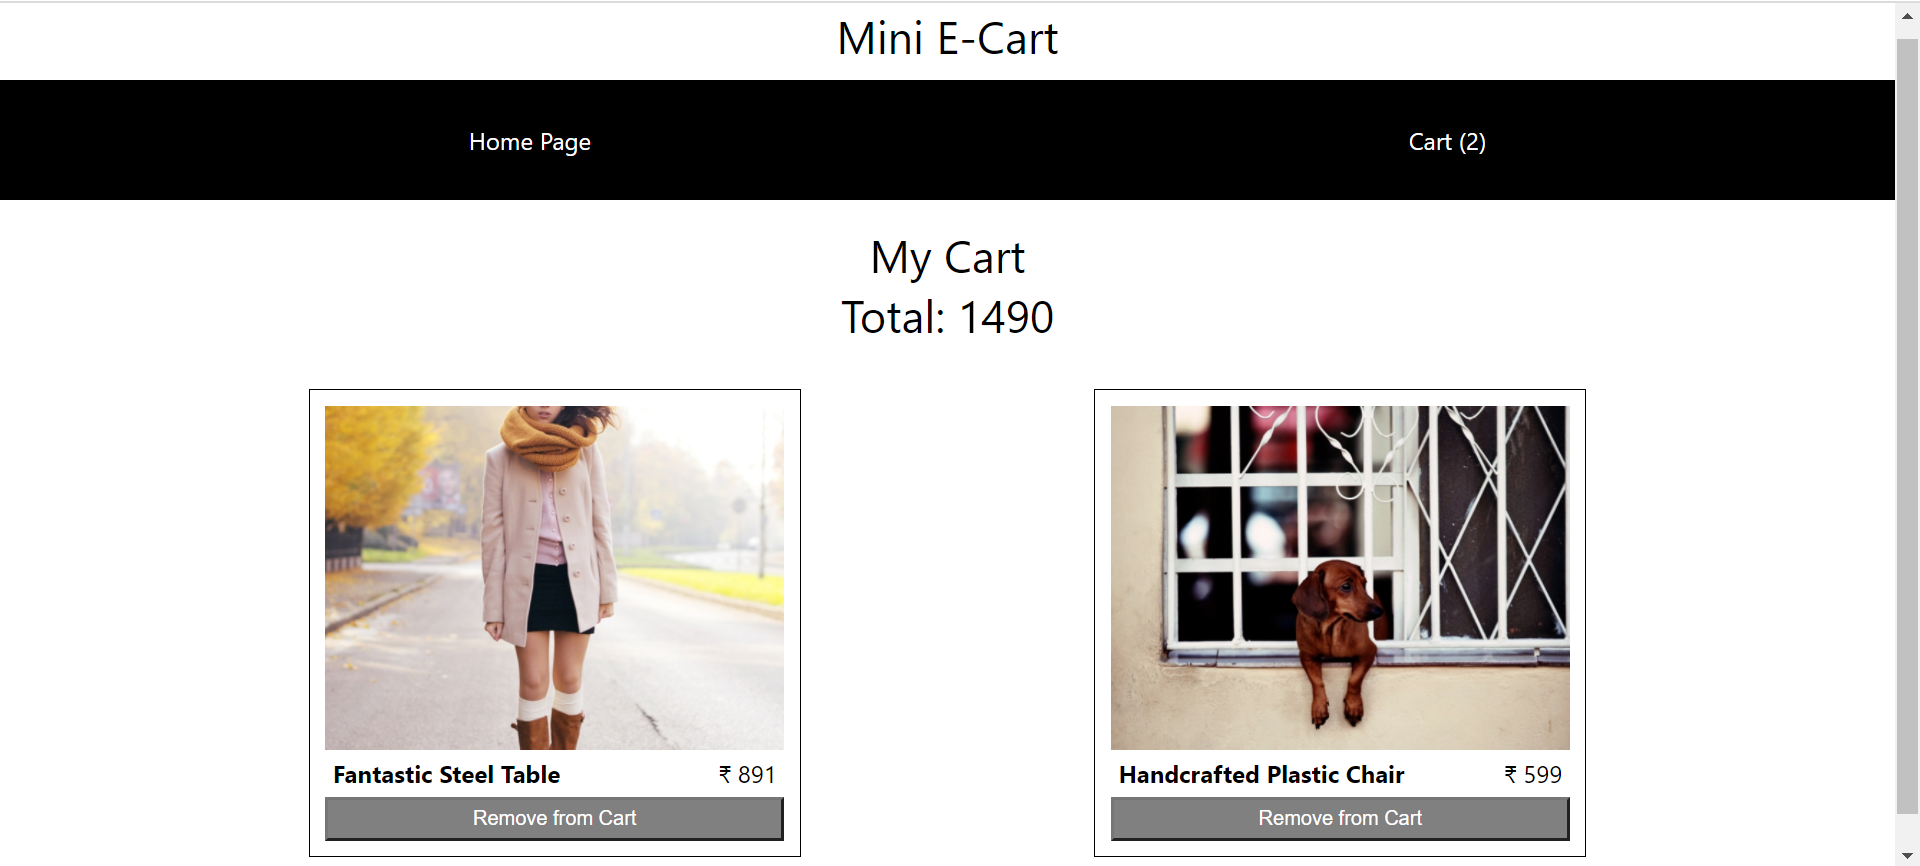 Mini E-Cart
Home Page Cart (2)
My Cart
Total: 1490
Fantastic Steel Table ₹ 891
Remove from Cart
Handcrafted Plastic Chair ₹ 599
Remove from Cart